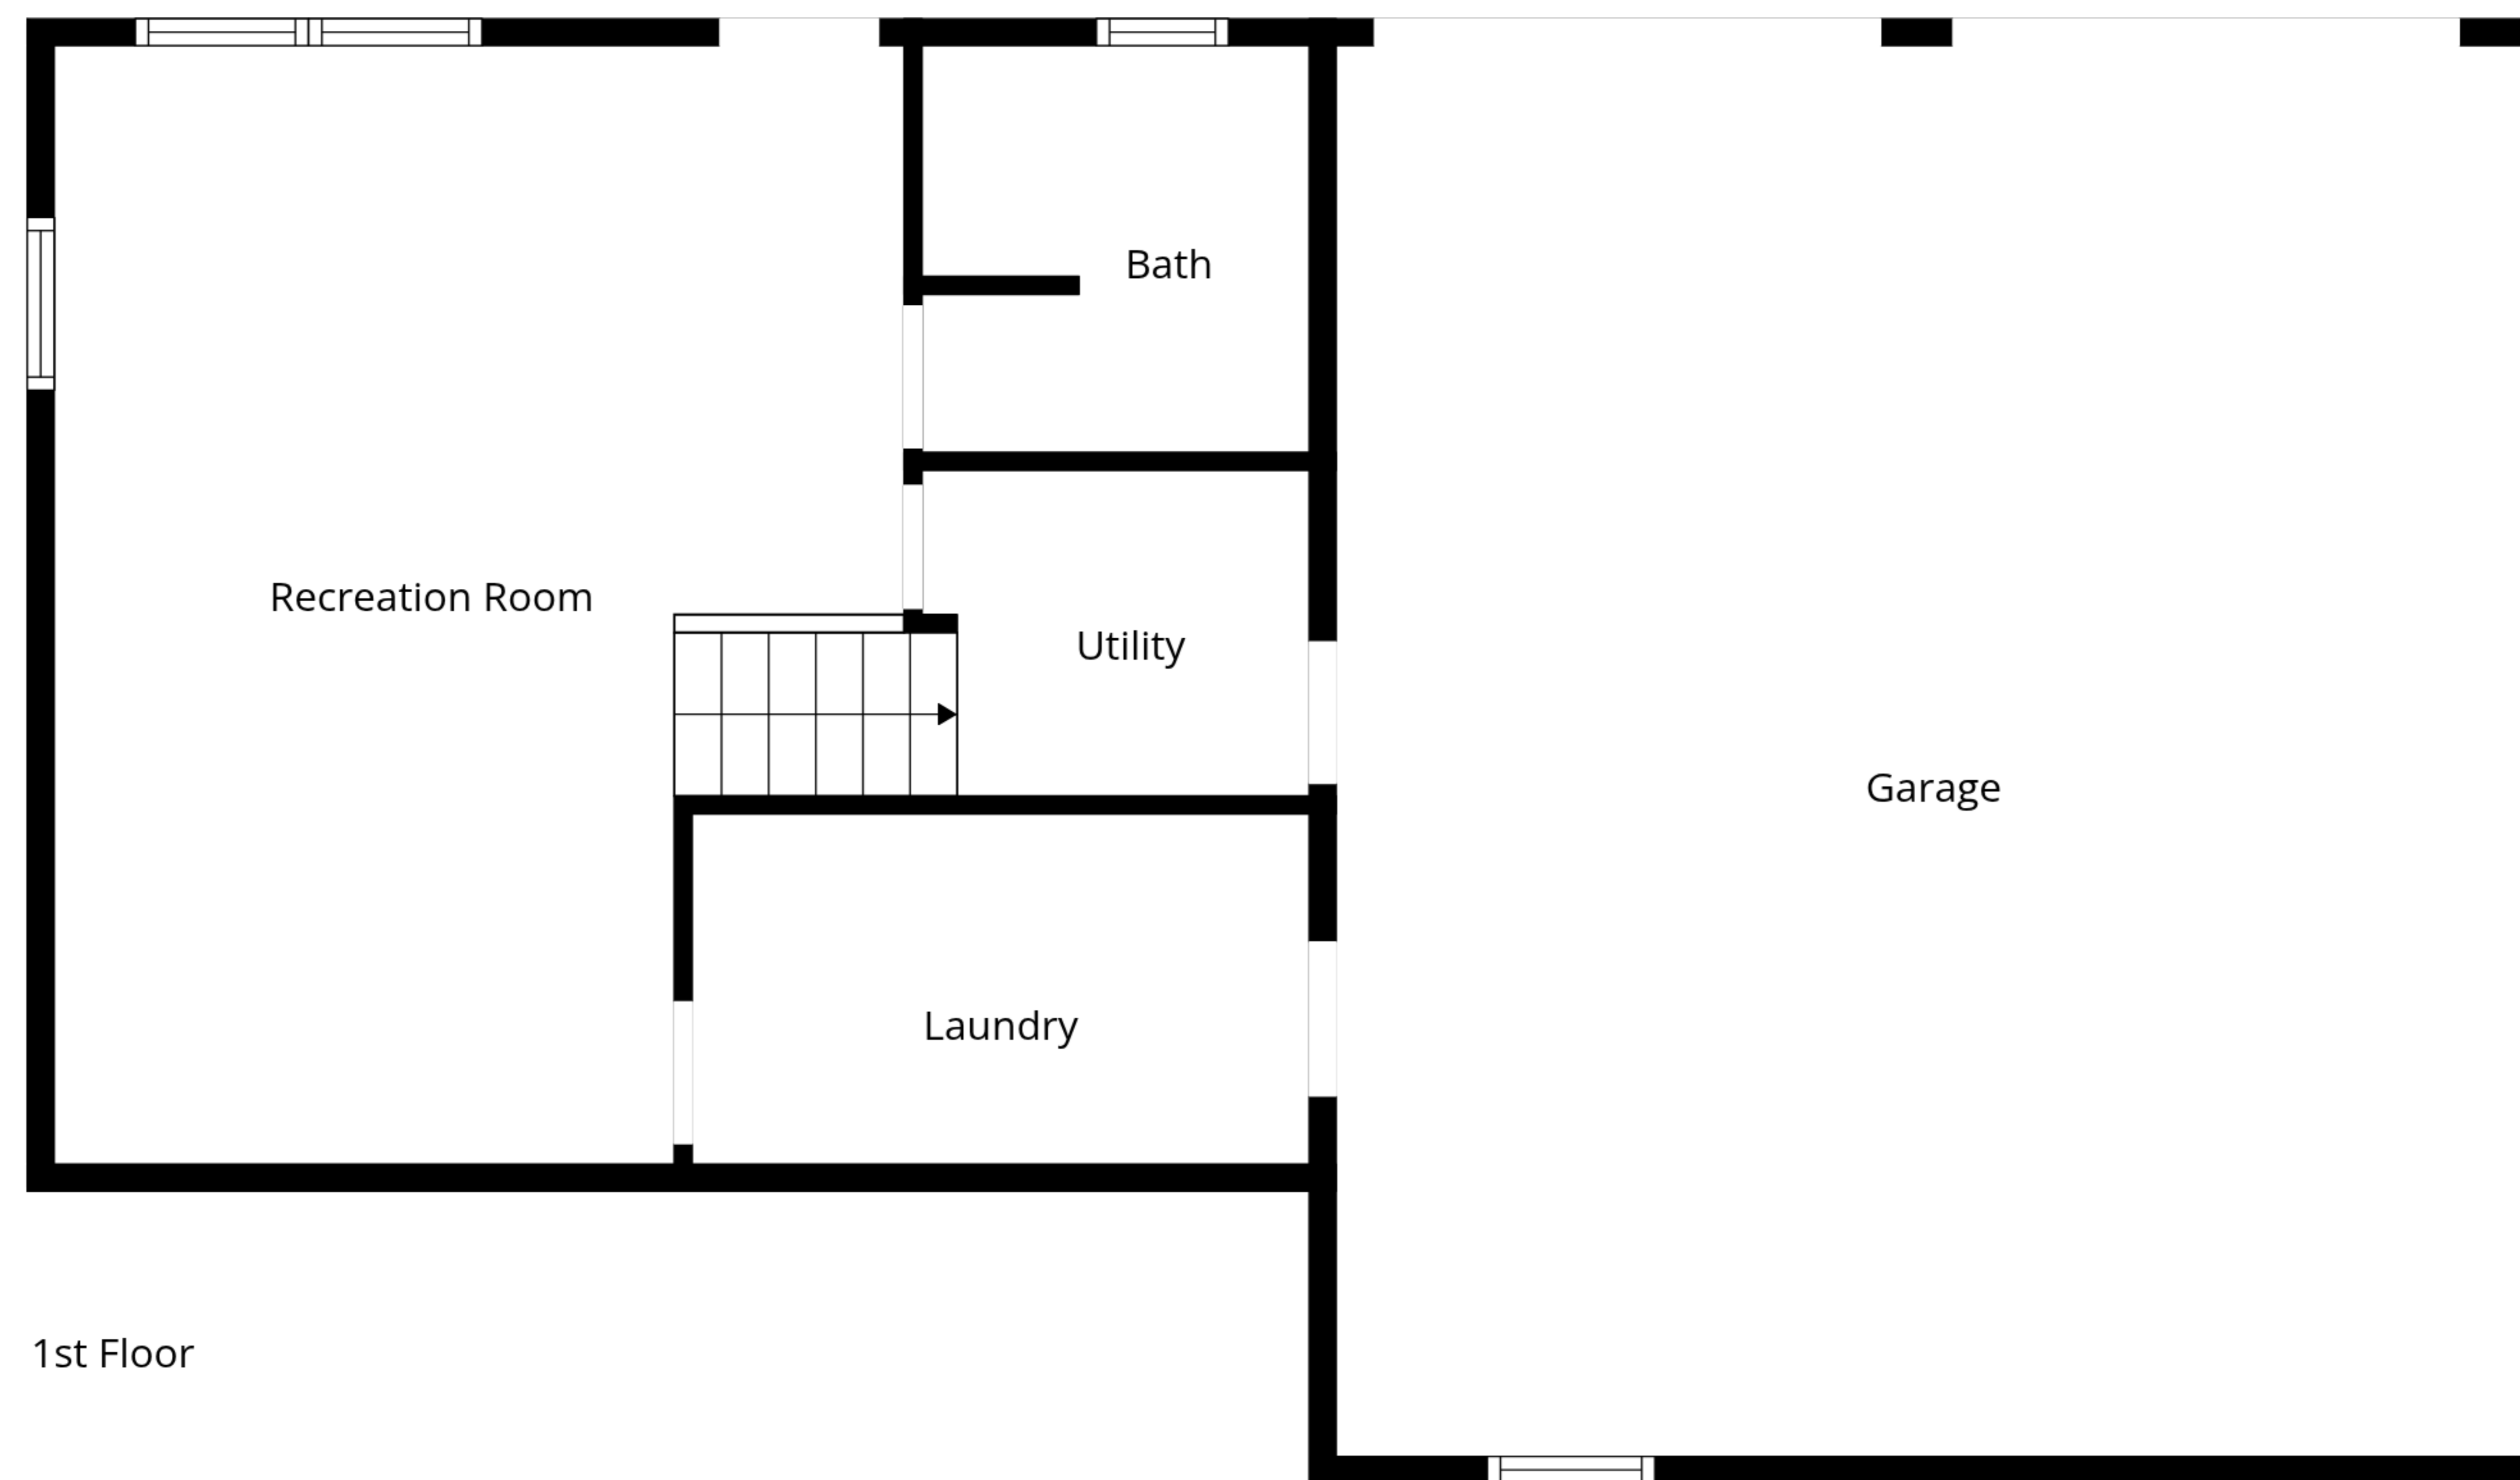 Bath
Recreation Room
Utility
Garage
Laundry
1st Floor